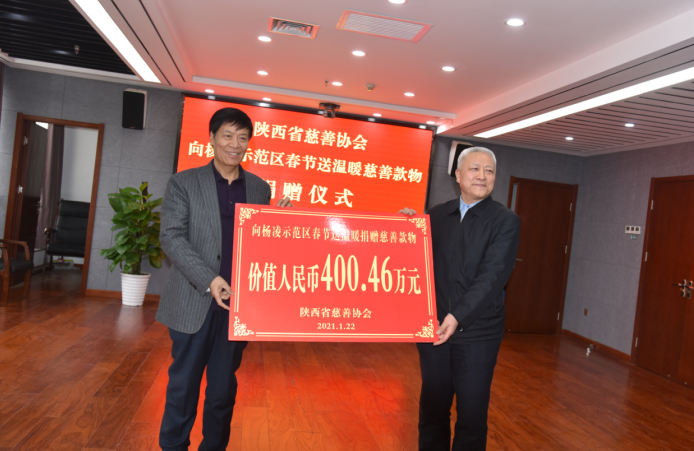 陕西省慈善协会
向杨 示范区春节送温暖慈善款物
捐赠仪式
向杨凌示范区春节送温暖捐赠慈善款物
价值人民币400.46万元
陕西省慈善协会
2021.1.22